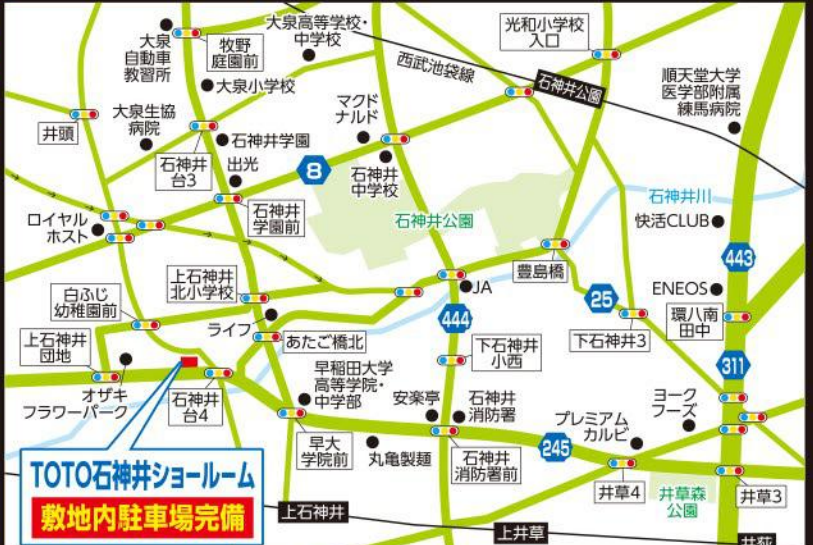 大泉
自動車
教習所
牧野
庭園前
大泉高等学校・
中学校
光和小学校
入口
西武池袋線
石神井公園
順天堂大学
医学部附属
練馬病院
大泉小学校
マクド
ナルド
大泉生協
病院
井頭
石神井学園
石神井
台3
出光
8
石神井
中学校
石神井
学園前
ロイヤル
ホスト
石神井公園
石神井川
快活CLUB
443
豊島橋
上石神井
北小学校
JA
白ふじ
幼稚園前
ライフ
あたご橋北
444
25
ENEOS
環八南
田中
下石神井3
上石神井
団地
下石神井
小西
311
オザキ
フラワーパーク
石神井
台4
早稲田大学
高等学院・
中学部
安楽亭
石神井
消防署
ヨーク
フーズ
プレミアム
カルビ
早大
学院前
丸亀製麺
石神井
消防署前
245
井草4
井草森
公園
井草3
TOTO石神井ショールーム
敷地内駐車場完備
上石神井
上井草
井荻